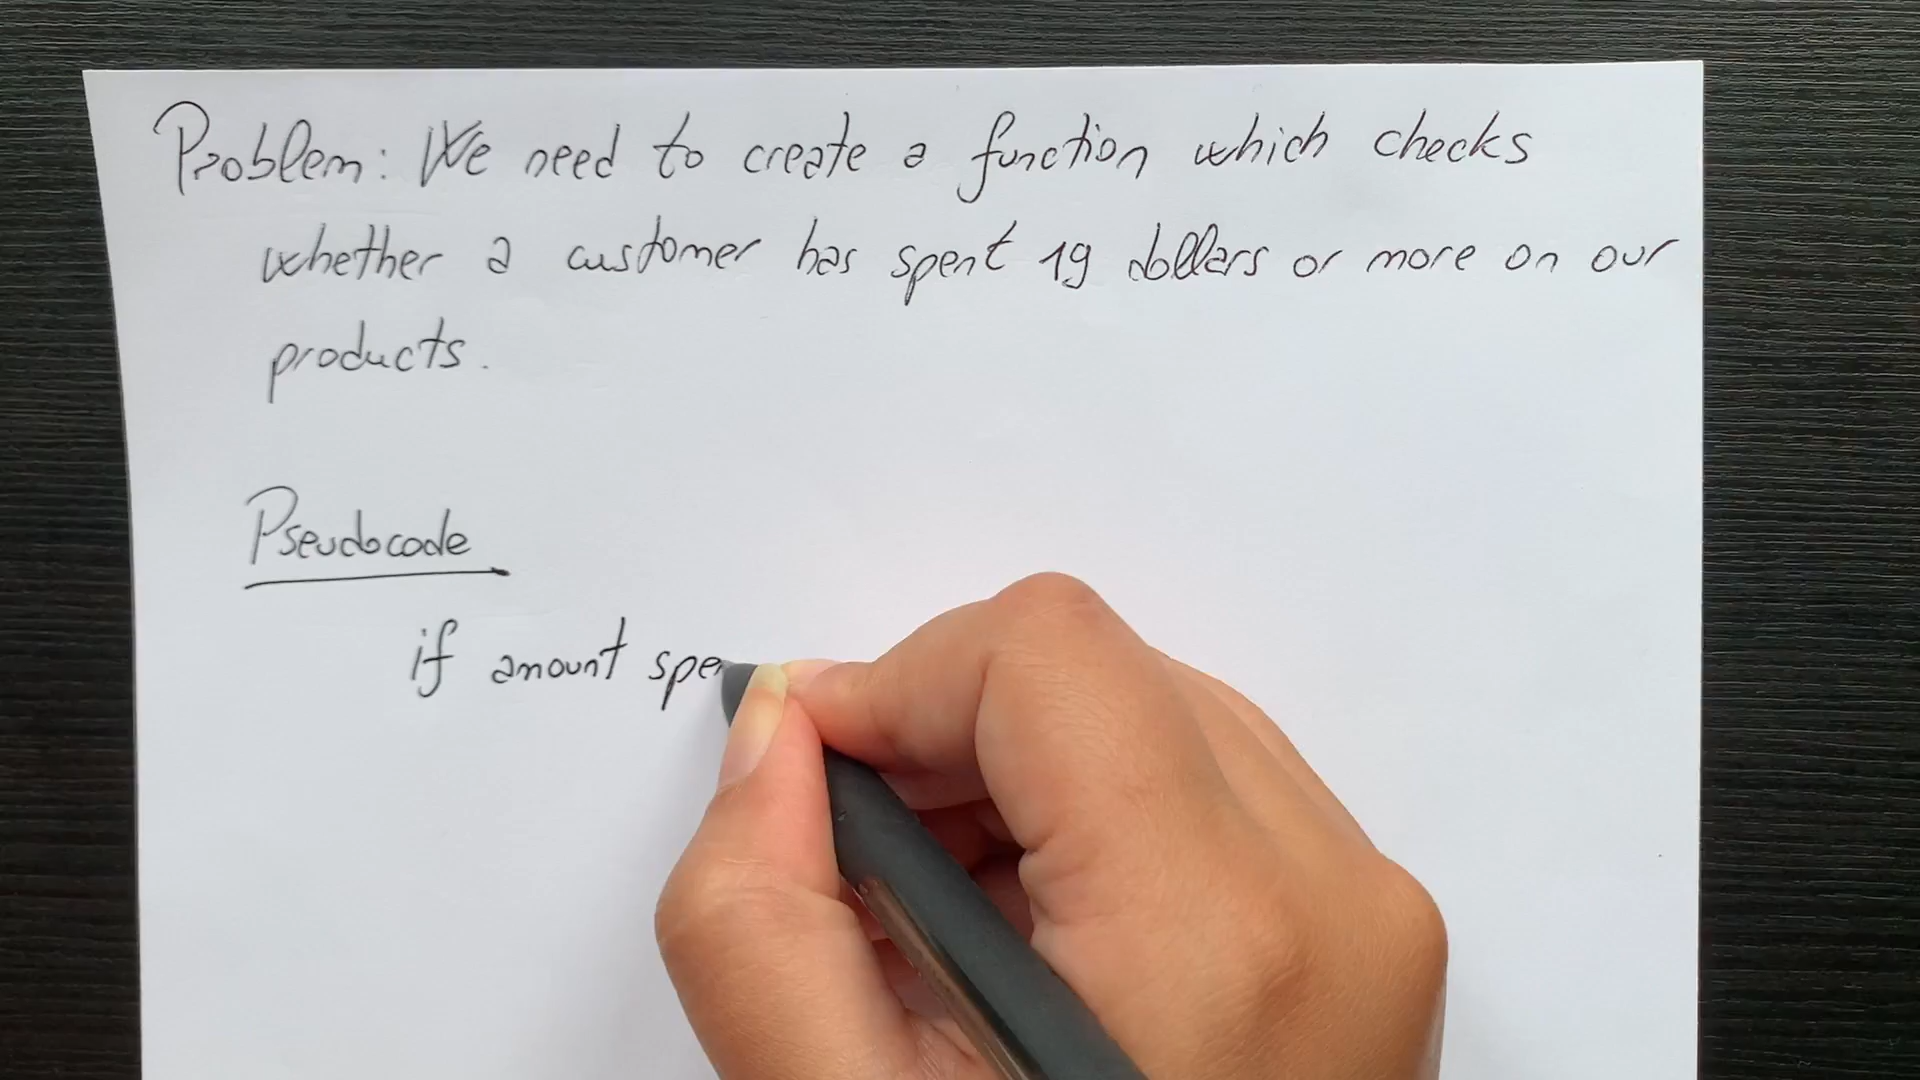 Problem: We need to create a function which checks
whether a customer has spent 19 dollars or more on our
products.
Pseudocode
if amount spe